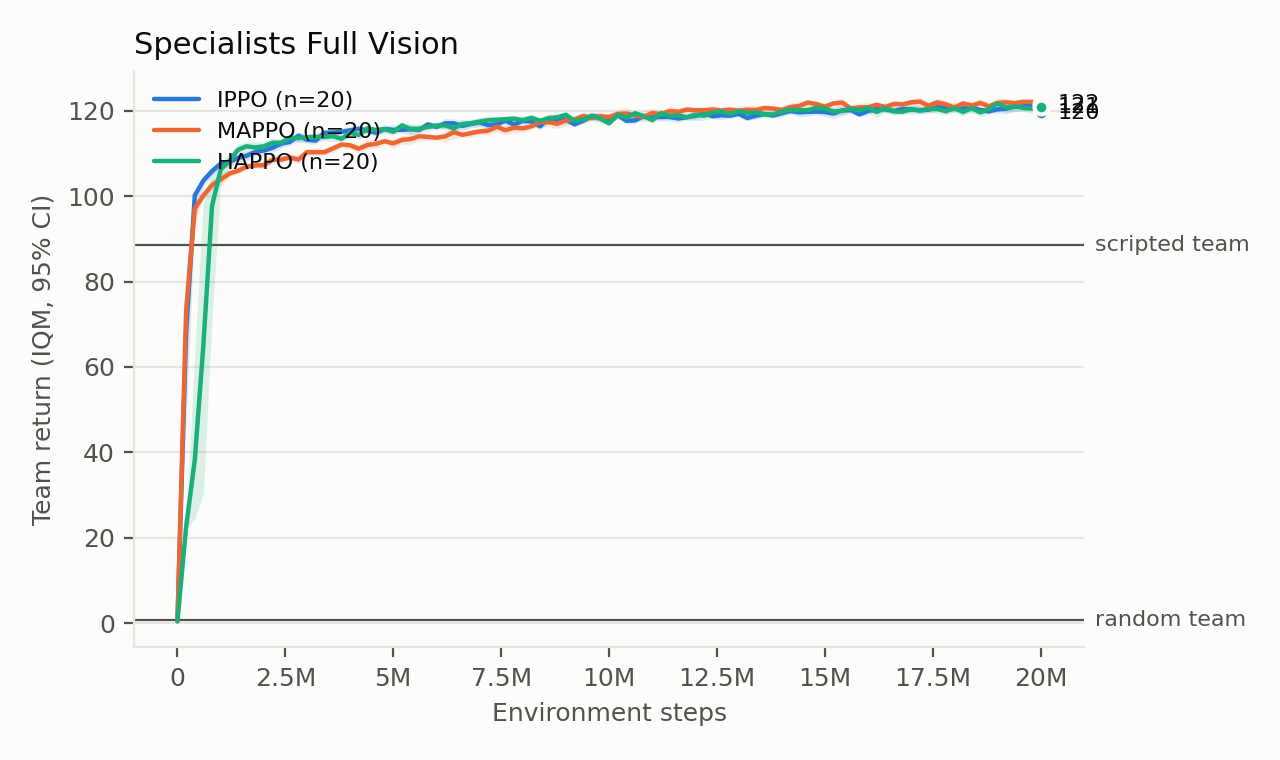 Specialists Full Vision
IPPO (n=20)
MAPPO (n=20)
HAPPO (n=20)
120
100
80
60
40
20
0
Team return (IQM, 95% CI)
scripted team
random team
0 2.5M 5M 7.5M 10M 12.5M 15M 17.5M 20M
Environment steps